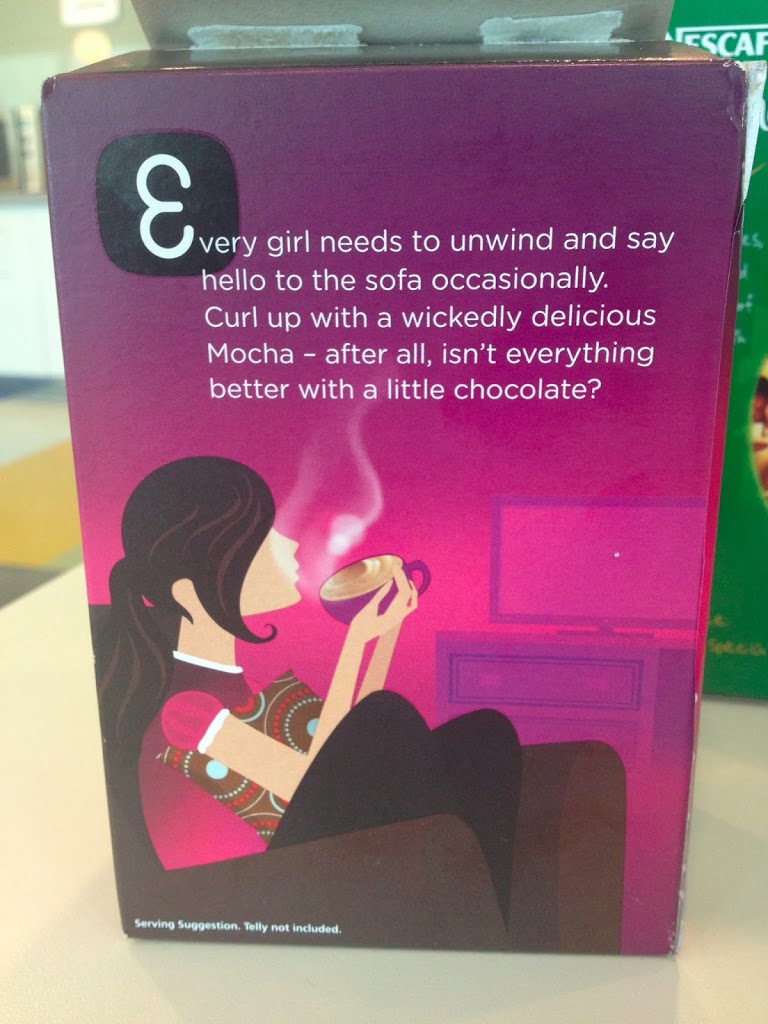 Every girl needs to unwind and say
hello to the sofa occasionally.
Curl up with a wickedly delicious
Mocha – after all, isn't everything
better with a little chocolate?
Serving Suggestion. Telly not included.
ESCAF